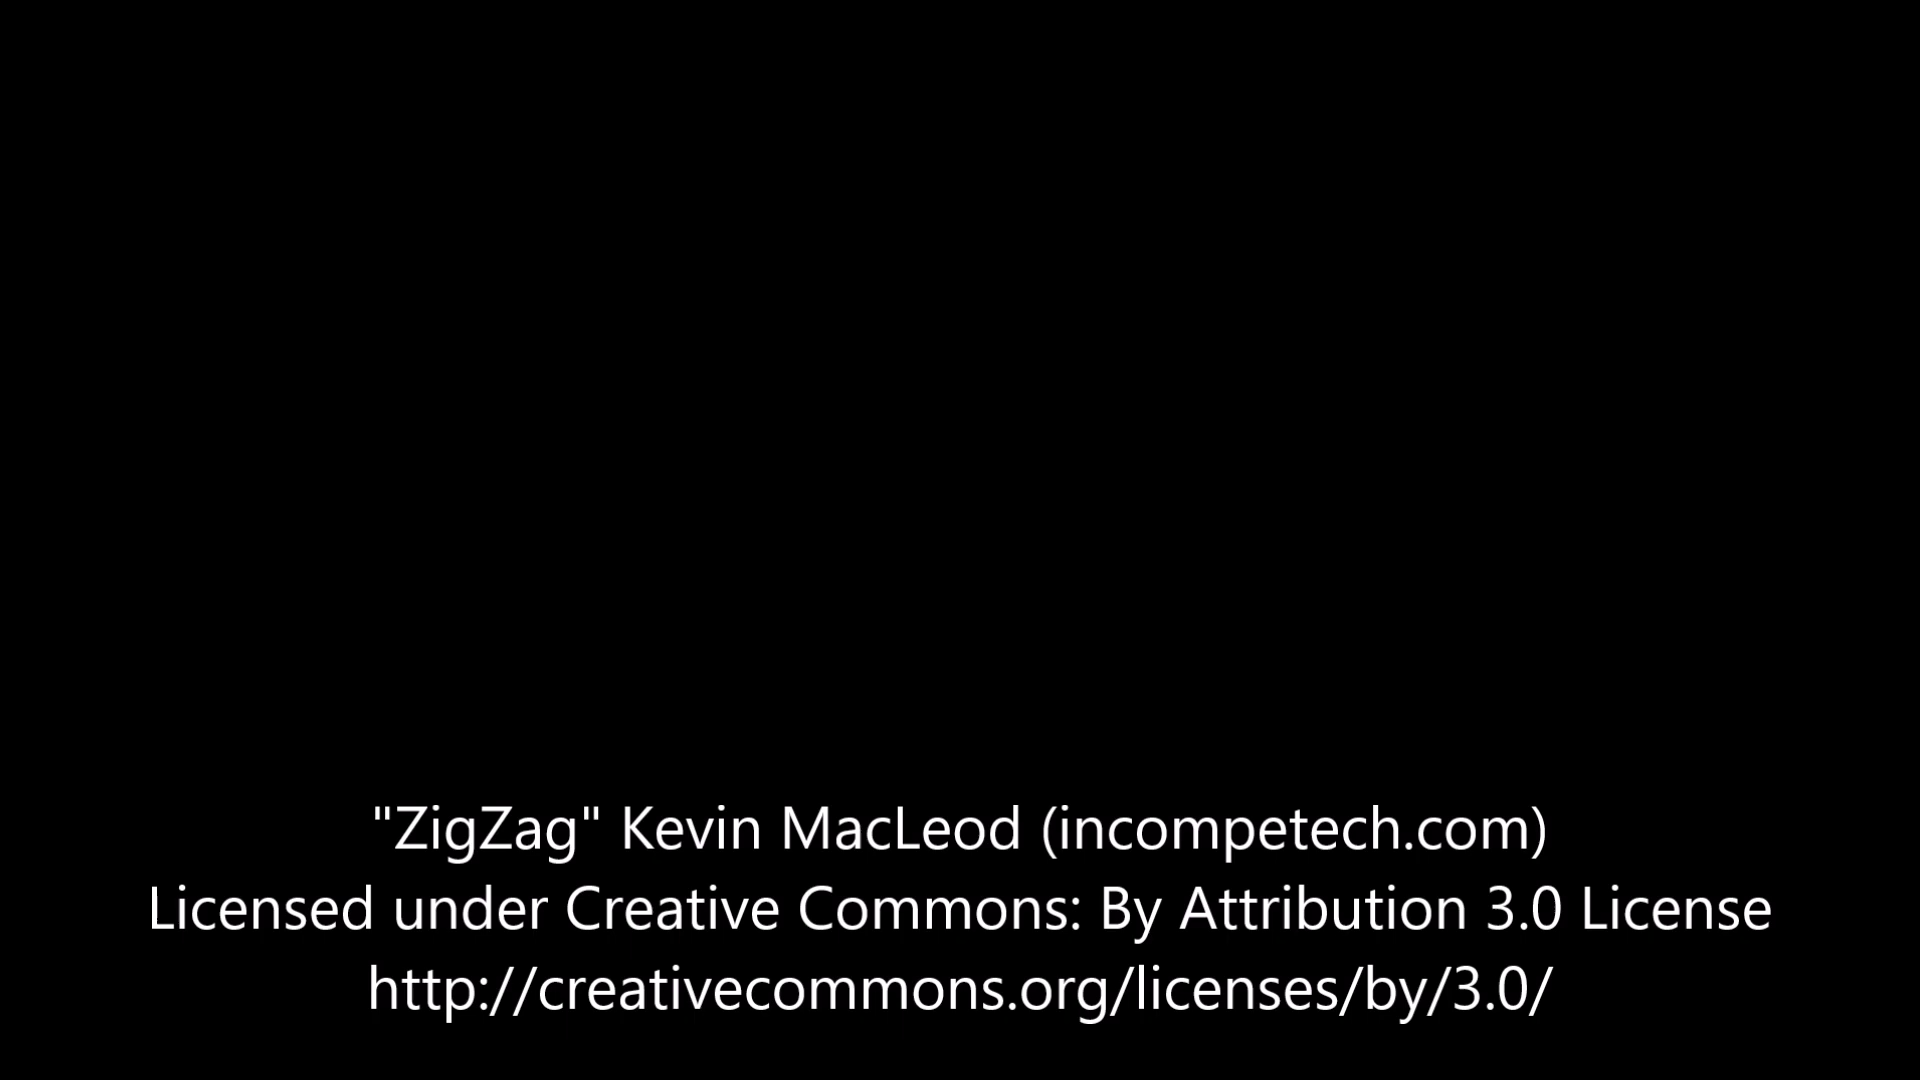 "ZigZag" Kevin MacLeod (incompetech.com)
Licensed under Creative Commons: By Attribution 3.0 License
http://creativecommons.org/licenses/by/3.0/